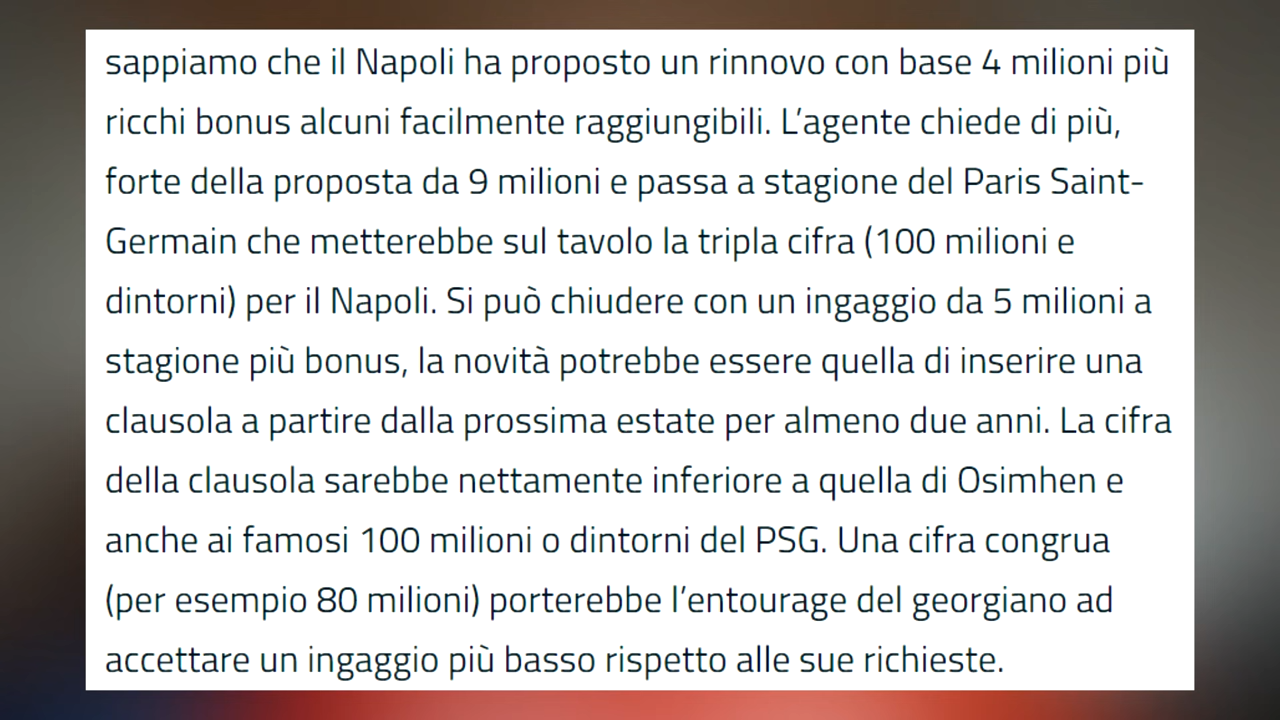 sappiamo che il Napoli ha proposto un rinnovo con base 4 milioni più
ricchi bonus alcuni facilmente raggiungibili. L’agente chiede di più,
forte della proposta da 9 milioni e passa a stagione del Paris Saint-
Germain che metterebbe sul tavolo la tripla cifra (100 milioni e
dintorni) per il Napoli. Si può chiudere con un ingaggio da 5 milioni a
stagione più bonus, la novità potrebbe essere quella di inserire una
clausola a partire dalla prossima estate per almeno due anni. La cifra
della clausola sarebbe nettamente inferiore a quella di Osimhen e
anche ai famosi 100 milioni o dintorni del PSG. Una cifra congrua
(per esempio 80 milioni) porterebbe l’entourage del georgiano ad
accettare un ingaggio più basso rispetto alle sue richieste.